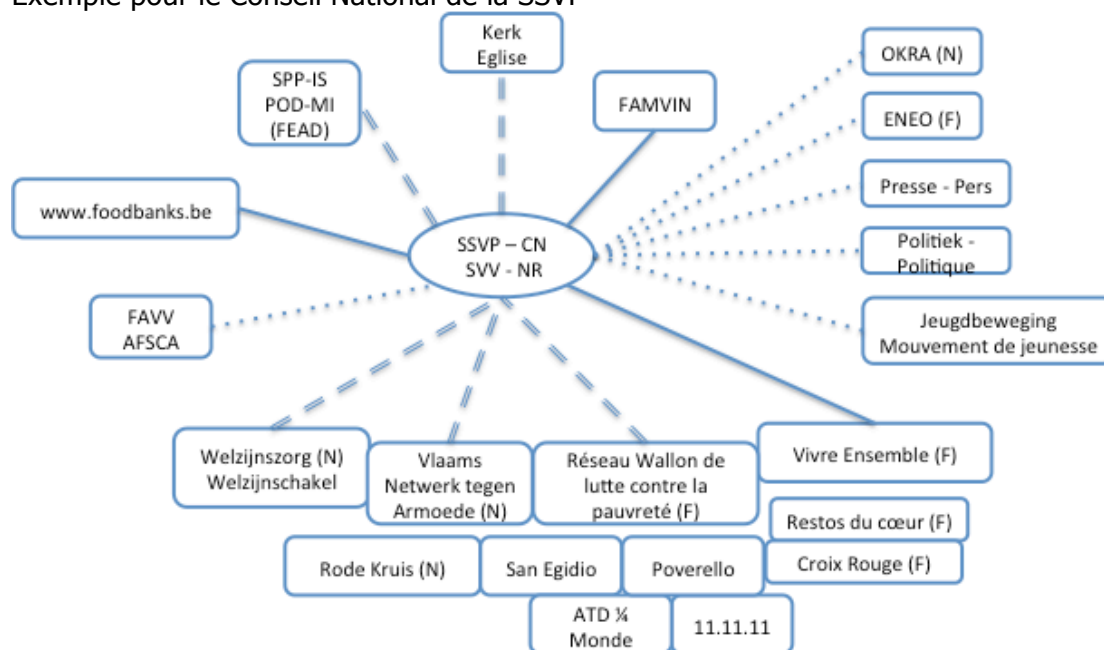 Exemple pour le Conseil National de la SSVP
Kerk
Eglise
OKRA (N)
SPP-IS
POD-MI
(FEAD)
FAMVIN
ENEO (F)
Presse - Pers
www.foodbanks.be
SSVP – CN
SVV - NR
Politiek -
Politique
FAVV
AFSCA
Jeugdbeweging
Mouvement de jeunesse
Welzijnszorg (N)
Welzijnschakel
Vlaams
Netwerk tegen
Armoede (N)
Réseau Wallon de
lutte contre la
pauvreté (F)
Vivre Ensemble (F)
Restos du cœur (F)
Rode Kruis (N)
San Egidio
Poverello
Croix Rouge (F)
ATD ¼
Monde
11.11.11